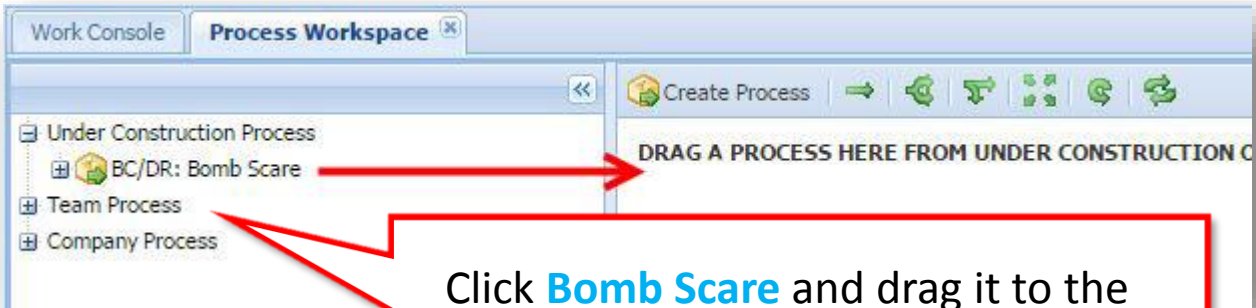 Work Console Process Workspace
Create Process
Under Construction Process
DRAG A PROCESS HERE FROM UNDER CONSTRUCTION
BC/DR: Bomb Scare
Team Process
Company Process
Click Bomb Scare and drag it to the